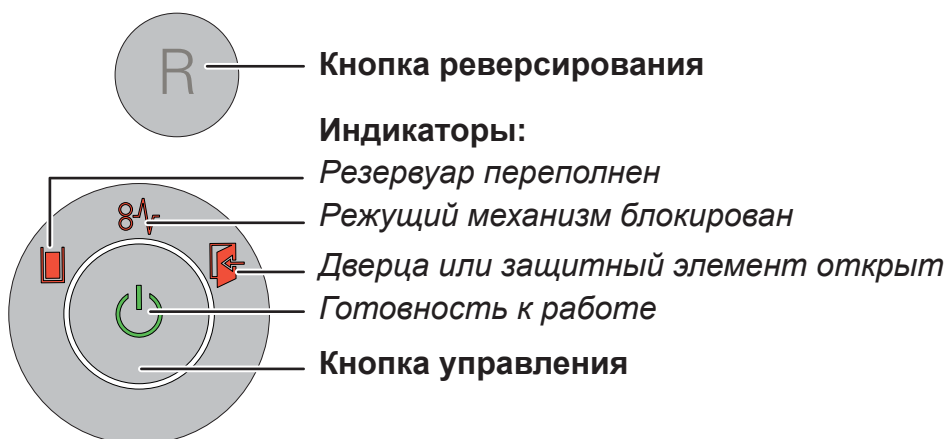 R
Кнопка реверсирования
Индикаторы:
Резервуар переполнен
Режущий механизм блокирован
Дверца или защитный элемент открыт
Готовность к работе
Кнопка управления